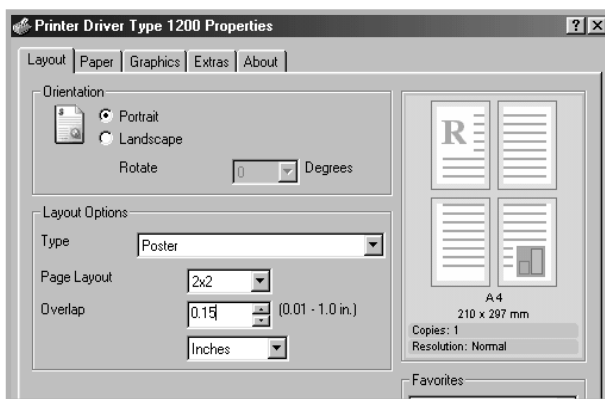 Printer Driver Type 1200 Properties
Layout Paper Graphics Extras About
Orientation
Portrait
Landscape
Rotate 0 Degrees
Layout Options
Type Poster
Page Layout 2x2
Overlap 0.15 (0.01 - 1.0 in.)
Inches
R
A4
210 x 297 mm
Copies: 1
Resolution: Normal
Favorites